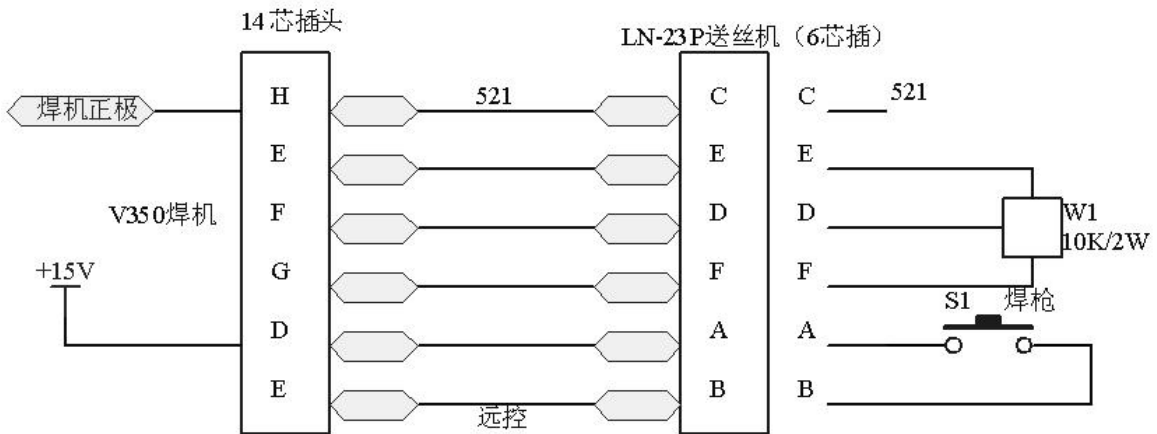 14芯插头
LN-23P送丝机（6芯插）
焊机正极 H 521 C C 521
E E E
V350焊机 F D D W1
10K/2W
+15V G F F
S1 焊枪
D A A
E 远控 B B